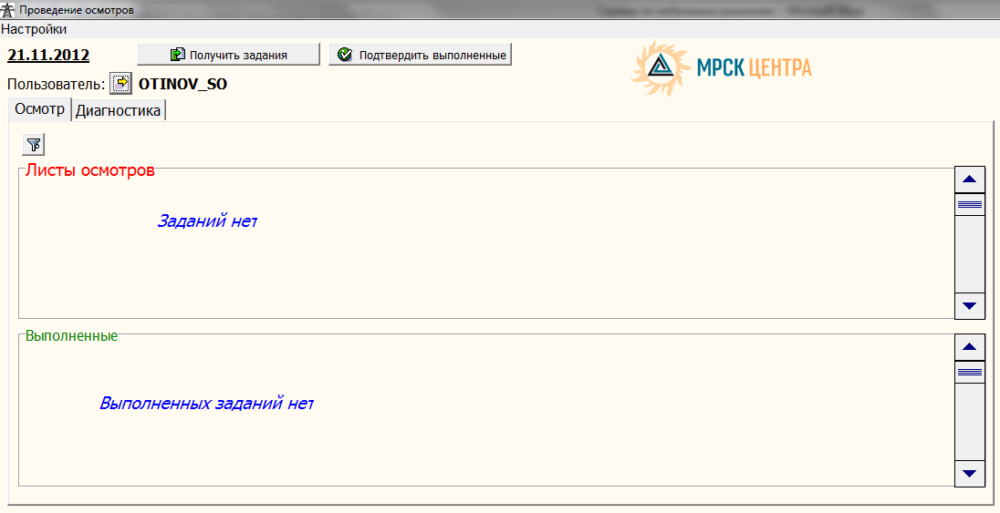 Проведение осмотров
Настройки
21.11.2012
Получить задания
Подтвердить выполненные
МРСК ЦЕНТРА
Пользователь:
OTINOV_SO
Осмотр
Диагностика
Листы осмотров
Заданий нет
Выполненные
Выполненных заданий нет